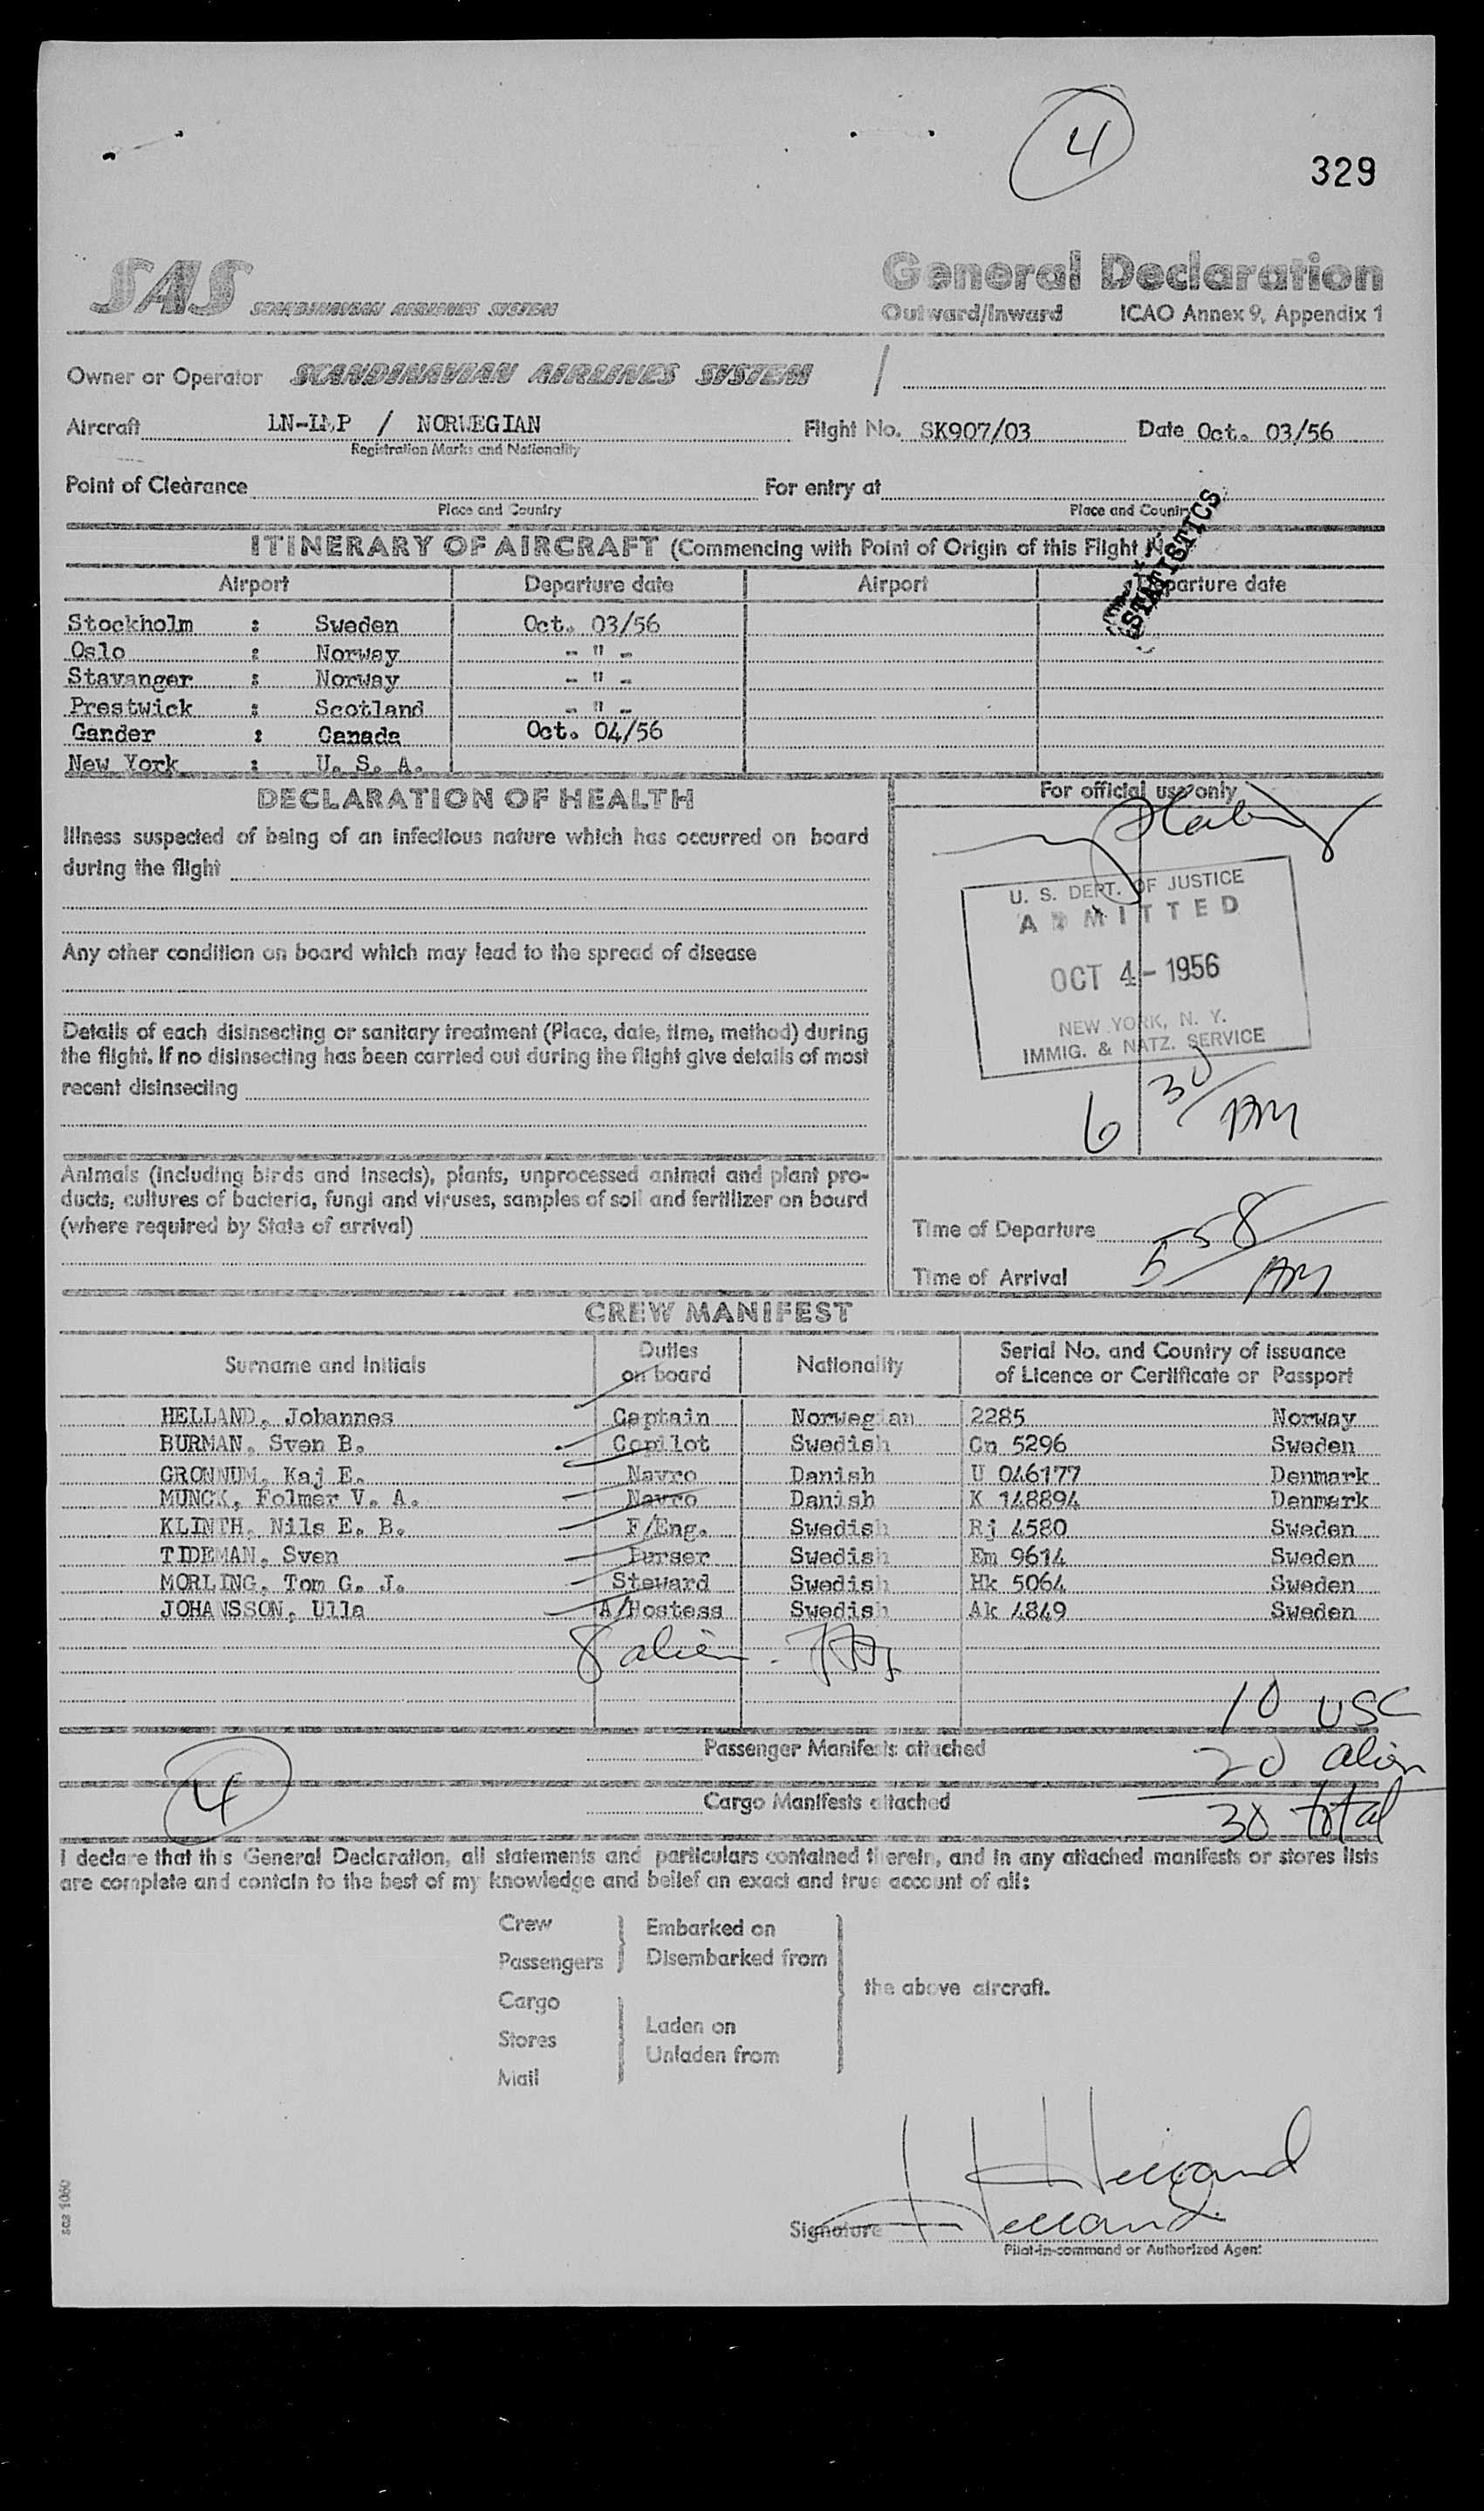 4
329
SAS SCANDINAVIAN AIRLINES SYSTEM
General Declaration
Outward/Inward ICAO Annex 9, Appendix 1
Owner or Operator SCANDINAVIAN AIRLINES SYSTEM /
Aircraft / NORWEGIAN Flight No. SK907/03 Date Oct. 03/56
Registration Marks and Nationality
Point of Clearance For entry at
Place and Country Place and Country
STATISTICS
ITINERARY OF AIRCRAFT (Commencing with Point of Origin of this Flight
Airport Departure date Airport Departure date
Stockholm : Sweden Oct. 03/56
Oslo : Norway - " -
Stavanger : Norway - " -
Prestwick : Scotland - " -
Gander : Canada Oct. 04/56
New York : U. S. A.
DECLARATION OF HEALTH
For official use only
Illness suspected of being of an infectious nature which has occurred on board
during the flight
Any other condition on board which may lead to the spread of disease
Details of each disinsecting or sanitary treatment (Place, date, time, method) during
the flight. If no disinsecting has been carried out during the flight give details of most
recent disinsecting
U. S. DEPT. OF JUSTICE
ADMITTED
OCT 4 - 1956
NEW YORK, N. Y.
IMMIG. & NATZ. SERVICE
6 30/AM
Animals (including birds and insects), plants, unprocessed animal and plant pro-
ducts, cultures of bacteria, fungi and viruses, samples of soil and fertilizer on board
(where required by State of arrival)
Time of Departure
Time of Arrival 5 58/AM
CREW MANIFEST
Surname and Initials Duties on board Nationality Serial No. and Country of issuance of Licence or Certificate or Passport
HELLAND, Johannes Captain Norwegian 2285 Norway
BURMAN, Sven B. Copilot Swedish Cn 5296 Sweden
GRONNUM, Kaj E. Navro Danish U 046177 Denmark
MUNCK, Folmer V. A. Navro Danish K 148894 Denmark
KLINTH, Nils E. B. F/Eng. Swedish Rj 4580 Sweden
TIDEMAN, Sven Purser Swedish Em 9614 Sweden
MORLING, Tom G. J. Steward Swedish Hk 5064 Sweden
JOHANSSON, Ulla A/Hostess Swedish Ak 4849 Sweden
8 alien.
10 USC
Passenger Manifests attached
20 alien
4
Cargo Manifests attached
30 total
I declare that this General Declaration, all statements and particulars contained therein, and in any attached manifests or stores lists
are complete and contain to the best of my knowledge and belief an exact and true account of all:
Crew
Passengers
Embarked on
Disembarked from
the above aircraft.
Cargo
Stores
Mail
Laden on
Unladen from
Helland
Signature Helland
Pilot-in-command or Authorized Agent
sas 1060